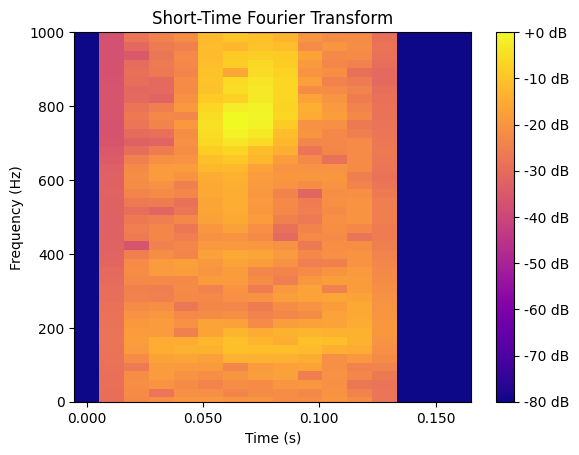 Short-Time Fourier Transform
1000
800
600
400
200
0
Frequency (Hz)
0.000
0.050
0.100
0.150
Time (s)
+0 dB
-10 dB
-20 dB
-30 dB
-40 dB
-50 dB
-60 dB
-70 dB
-80 dB